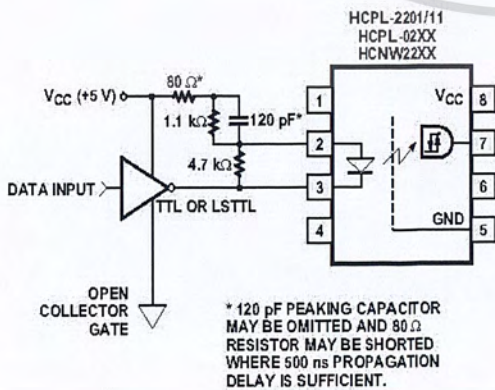 HCPL-2201/11
HCPL-02XX
HCNW22XX
80 Ω*
VCC (+5 V)
1.1 kΩ
120 pF*
4.7 kΩ
DATA INPUT
TTL OR LSTTL
OPEN
COLLECTOR
GATE
1
2
3
4
VCC
8
7
6
GND
5
* 120 pF PEAKING CAPACITOR
MAY BE OMITTED AND 80 Ω
RESISTOR MAY BE SHORTED
WHERE 500 ns PROPAGATION
DELAY IS SUFFICIENT.